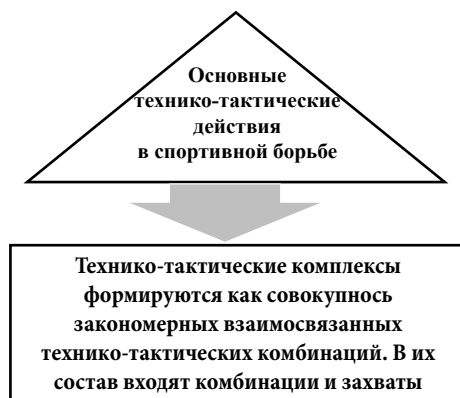 Основные
технико-тактические
действия
в спортивной борьбе
Технико-тактические комплексы
формируются как совокупнось
закономерных взаимосвязанных
технико-тактических комбинаций. В их
состав входят комбинации и захваты